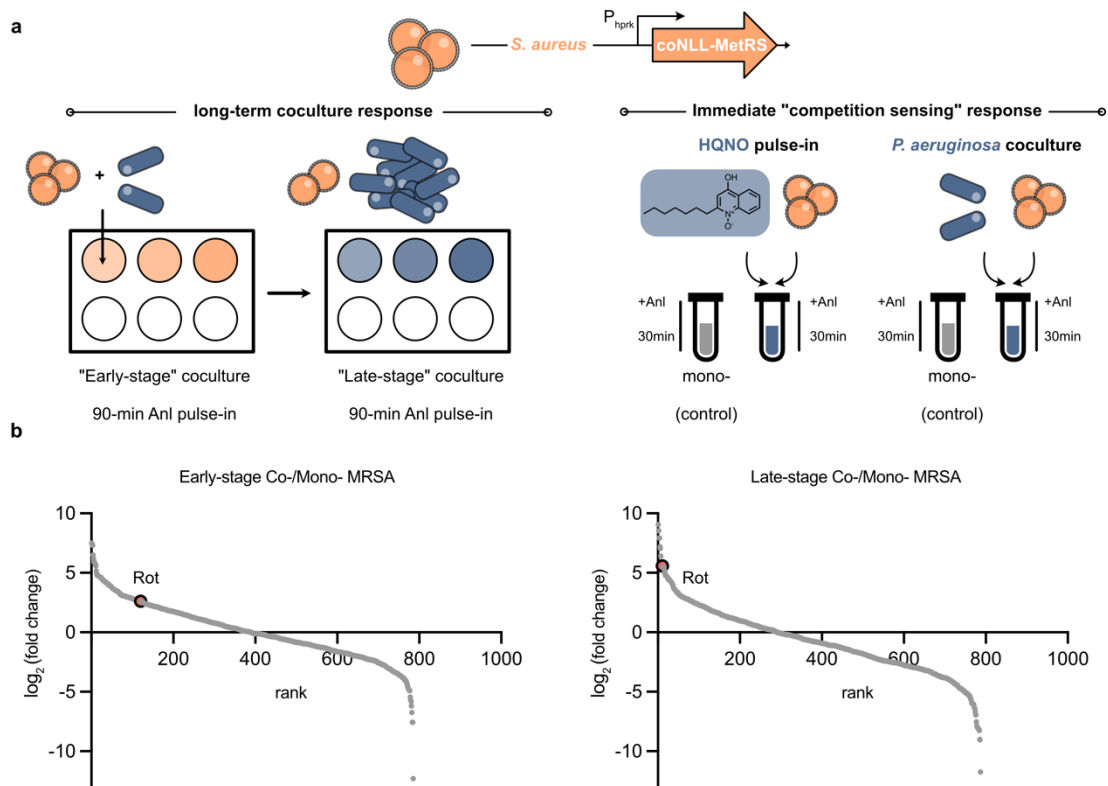 a
P hprk
S. aureus
coNLL-MetRS
long-term coculture response
Immediate "competition sensing" response
HQNO pulse-in
P. aeruginosa coculture
+
OH
N+
O-
+Anl
30min
+Anl
30min
+Anl
30min
+Anl
30min
mono-
(control)
mono-
(control)
"Early-stage" coculture
90-min Anl pulse-in
"Late-stage" coculture
90-min Anl pulse-in
b
Early-stage Co-/Mono- MRSA
10
5
0
-5
-10
log2 (fold change)
Rot
200
400
600
800
1000
rank
Late-stage Co-/Mono- MRSA
10
5
0
-5
-10
log2 (fold change)
Rot
200
400
600
800
1000
rank